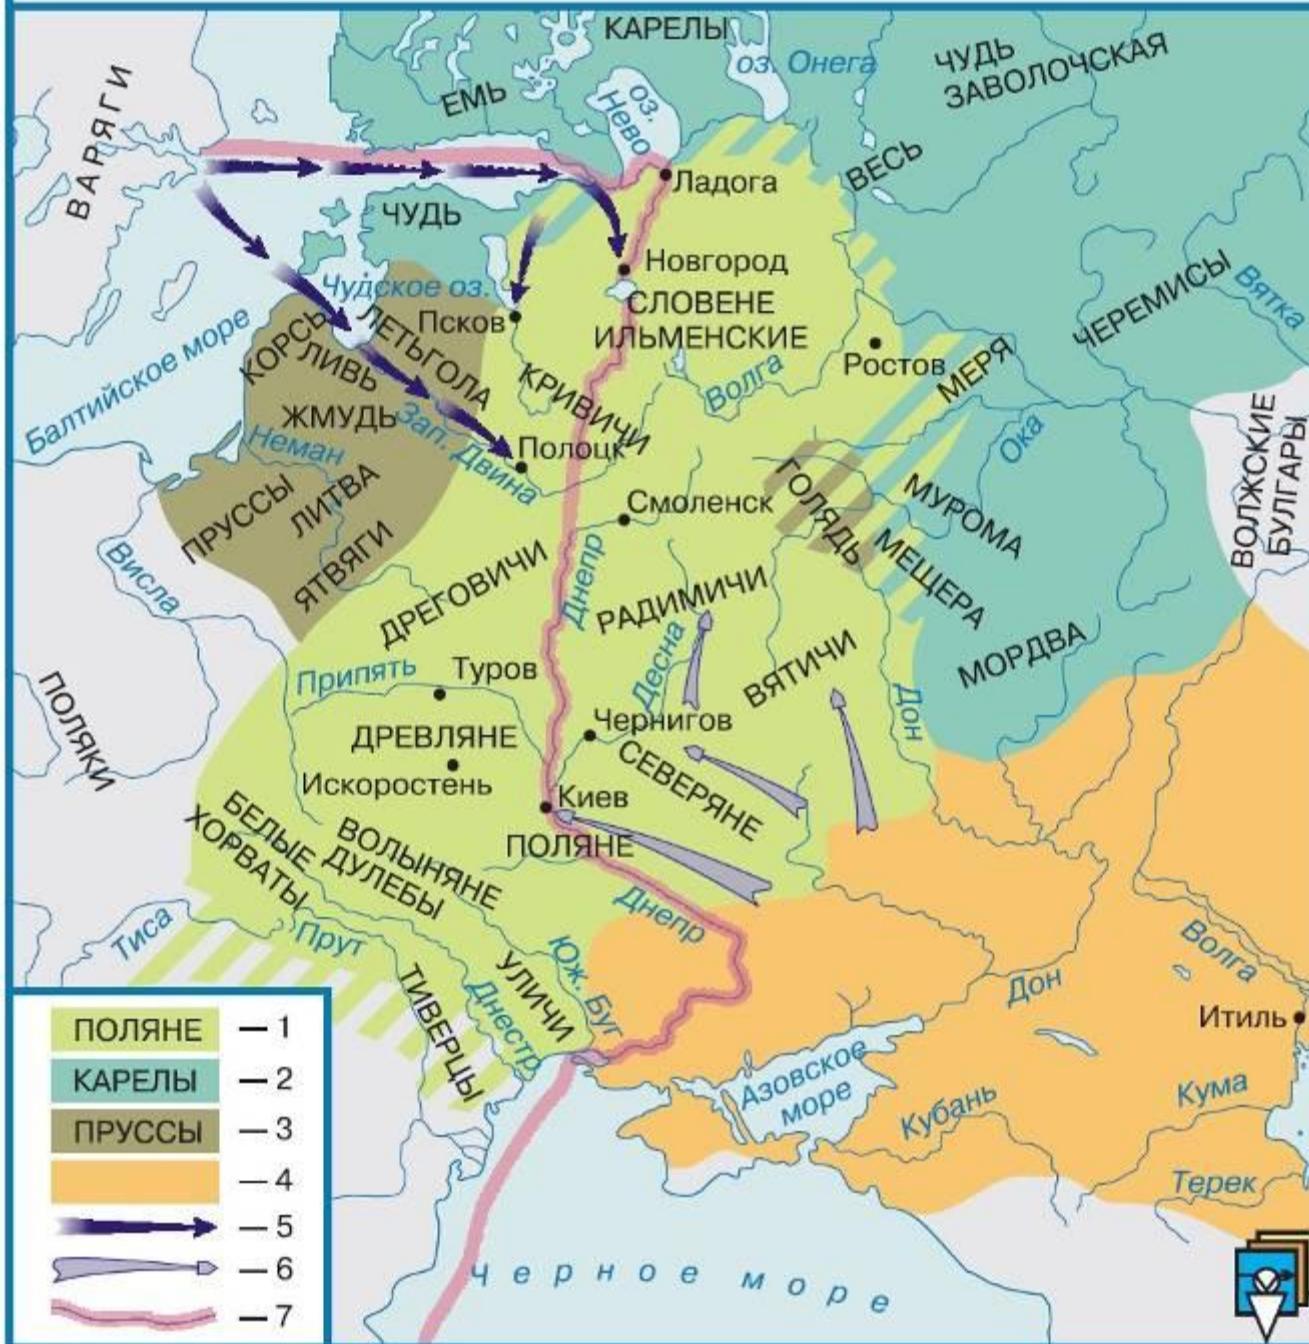 КАРЕЛЫ
оз. Онега
ЧУДЬ
ЗАВОЛОЧСКАЯ
ВАРЯГИ
ЕМЬ
оз.
Нево
ВЕСЬ
Ладога
ЧУДЬ
Новгород
Чудское оз.
СЛОВЕНЕ
ИЛЬМЕНСКИЕ
ЧЕРЕМИСЫ
Вятка
Псков
Балтийское море
КОРСЬ
ЛИВЬ
ЛЕТЬГОЛА
Ростов
Волга
МЕРЯ
КРИВИЧИ
ЖМУДЬ
Зап. Двина
Неман
Полоцк
Ока
ВОЛЖСКИЕ
БУЛГАРЫ
ПРУССЫ
ЛИТВА
ЯТВЯГИ
Смоленск
ГОЛЯДЬ
МУРОМА
МЕЩЕРА
Висла
ДРЕГОВИЧИ
Днепр
РАДИМИЧИ
Десна
ВЯТИЧИ
МОРДВА
Припять
Туров
Дон
ПОЛЯКИ
Чернигов
ДРЕВЛЯНЕ
СЕВЕРЯНЕ
Искоростень
Киев
БЕЛЫЕ
ХОРВАТЫ
ВОЛЫНЯНЕ
ДУЛЕБЫ
ПОЛЯНЕ
Днепр
Тиса
Прут
Юж. Буг
УЛИЧИ
Днестр
ТИВЕРЦЫ
Волга
Дон
Итиль
Азовское
море
Кубань
Кума
Терек
Черное море
ПОЛЯНЕ – 1
КАРЕЛЫ – 2
ПРУССЫ – 3
– 4
– 5
– 6
– 7